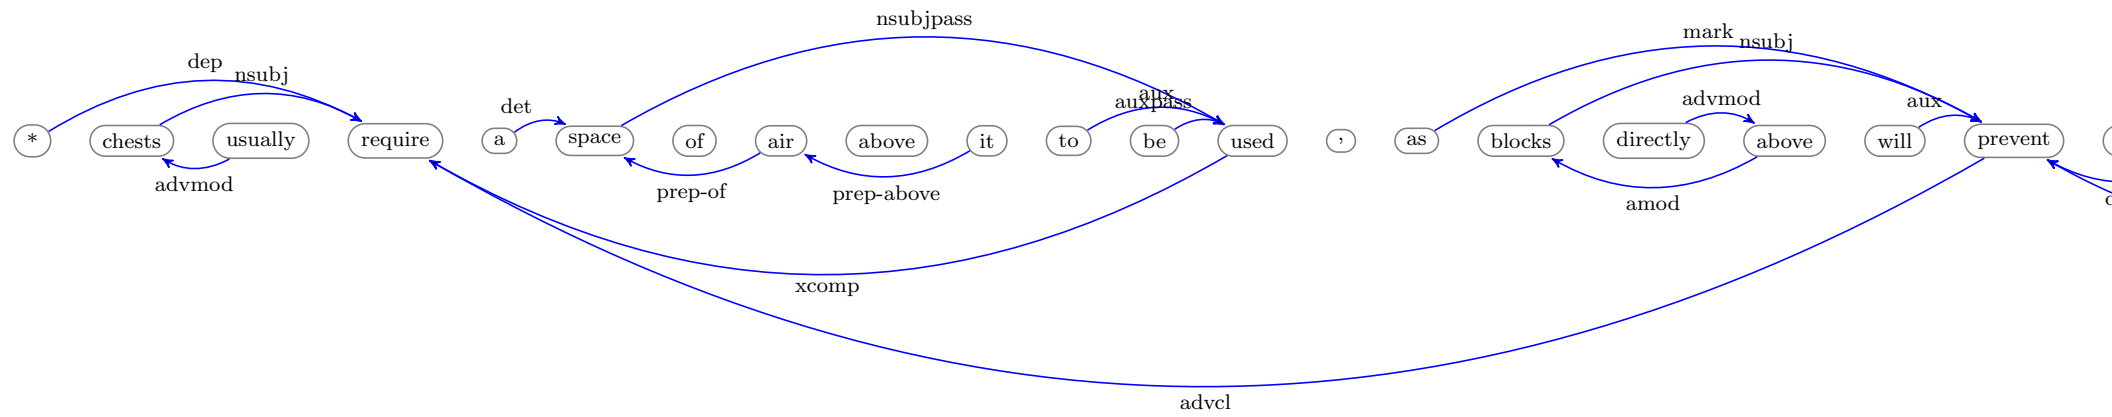 nsubjpass
mark nsubj
dep nsubj
det aux auxpass advmod aux
* chests usually require a space of air above it to be used , as blocks directly above will prevent
advmod prep-of prep-above amod
xcomp
advcl